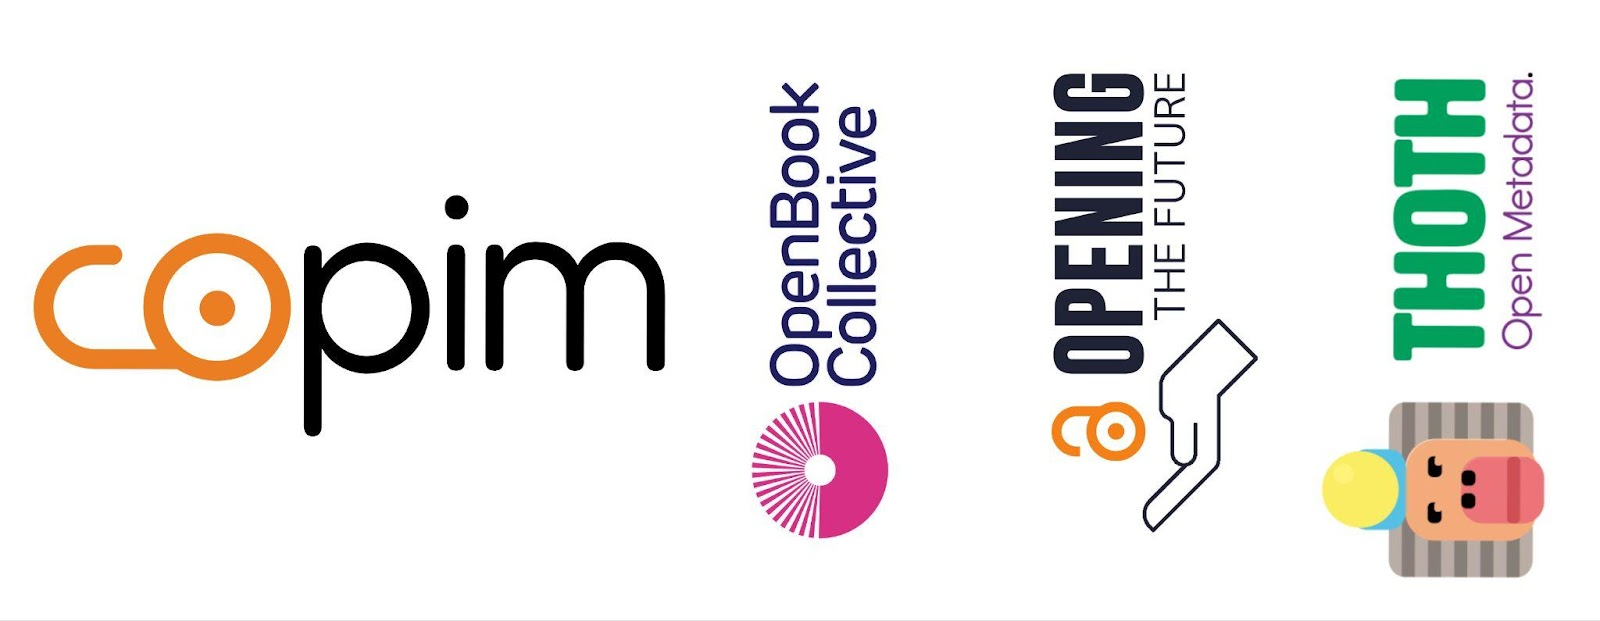 copim
OpenBook
Collective
OPENING
THE FUTURE
THOTH
Open Metadata.